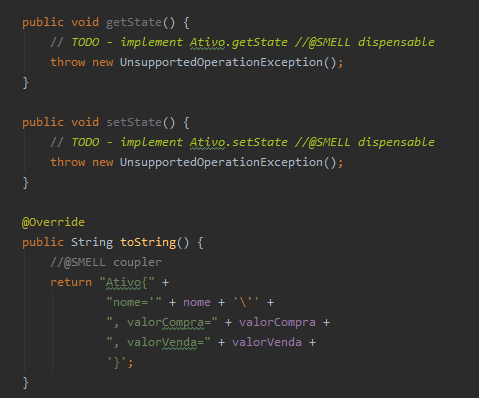 public void getState() {
    // TODO - implement Ativo.getState //@SMELL dispensable
    throw new UnsupportedOperationException();
}
public void setState() {
    // TODO - implement Ativo.setState //@SMELL dispensable
    throw new UnsupportedOperationException();
}
@Override
public String toString() {
    //@SMELL coupler
    return "Ativo{" +
            "nome='" + nome + '\'' +
            ", valorCompra=" + valorCompra +
            ", valorVenda=" + valorVenda +
            '}';
}